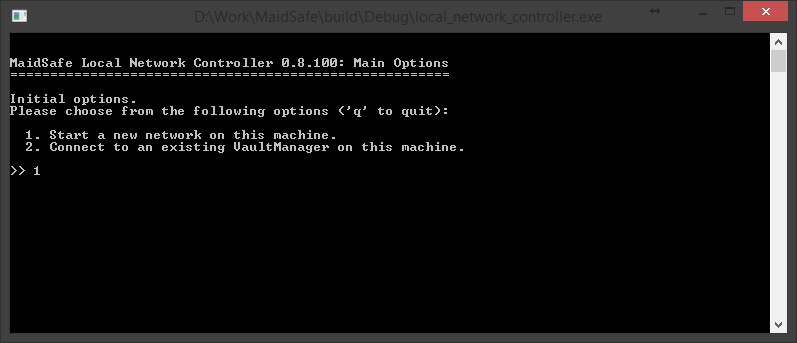 D:\Work\MaidSafe\build\Debug\local_network_controller.exe
MaidSafe Local Network Controller 0.8.100: Main Options
=======================================================
Initial options.
Please choose from the following options ('q' to quit):
1. Start a new network on this machine.
2. Connect to an existing VaultManager on this machine.
>> 1